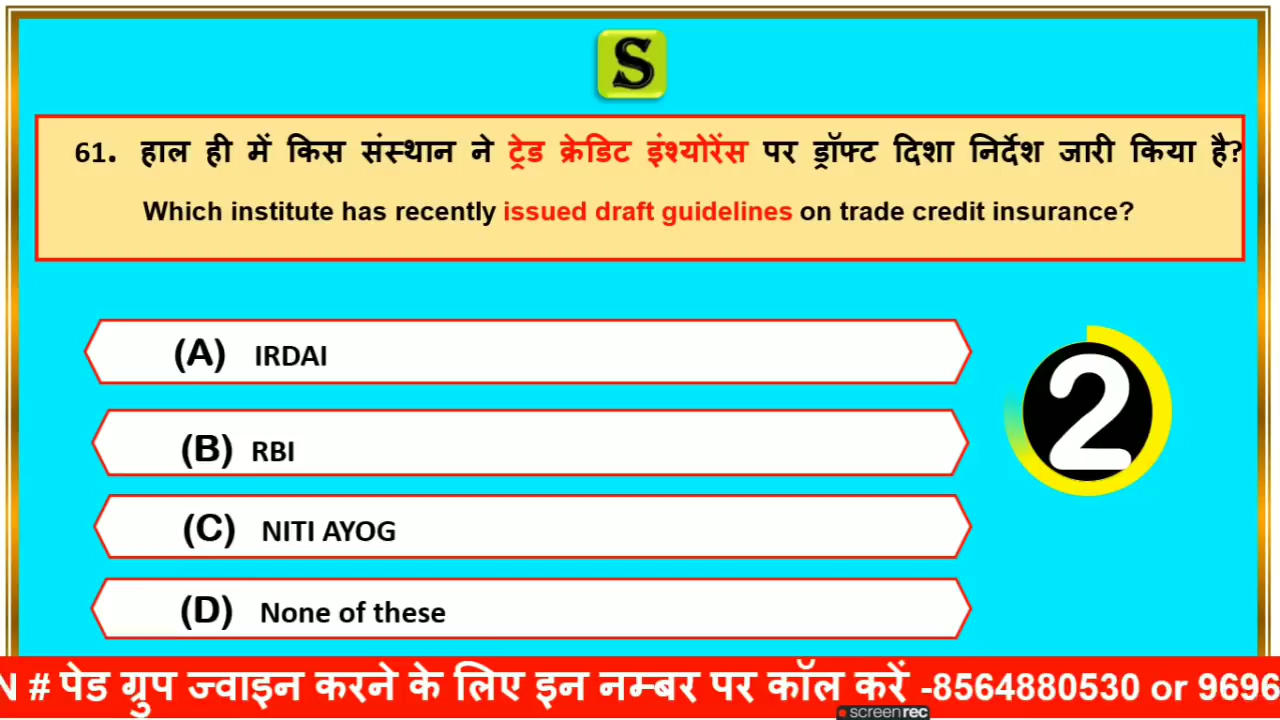 S
61. हाल ही में किस संस्थान ने ट्रेड क्रेडिट इंश्योरेंस पर ड्रॉफ्ट दिशा निर्देश जारी किया है?
Which institute has recently issued draft guidelines on trade credit insurance?
(A) IRDAI
2
(B) RBI
(C) NITI AYOG
(D) None of these
N # पेड ग्रुप ज्वाइन करने के लिए इन नम्बर पर कॉल करें -8564880530 or 9696
screenrec